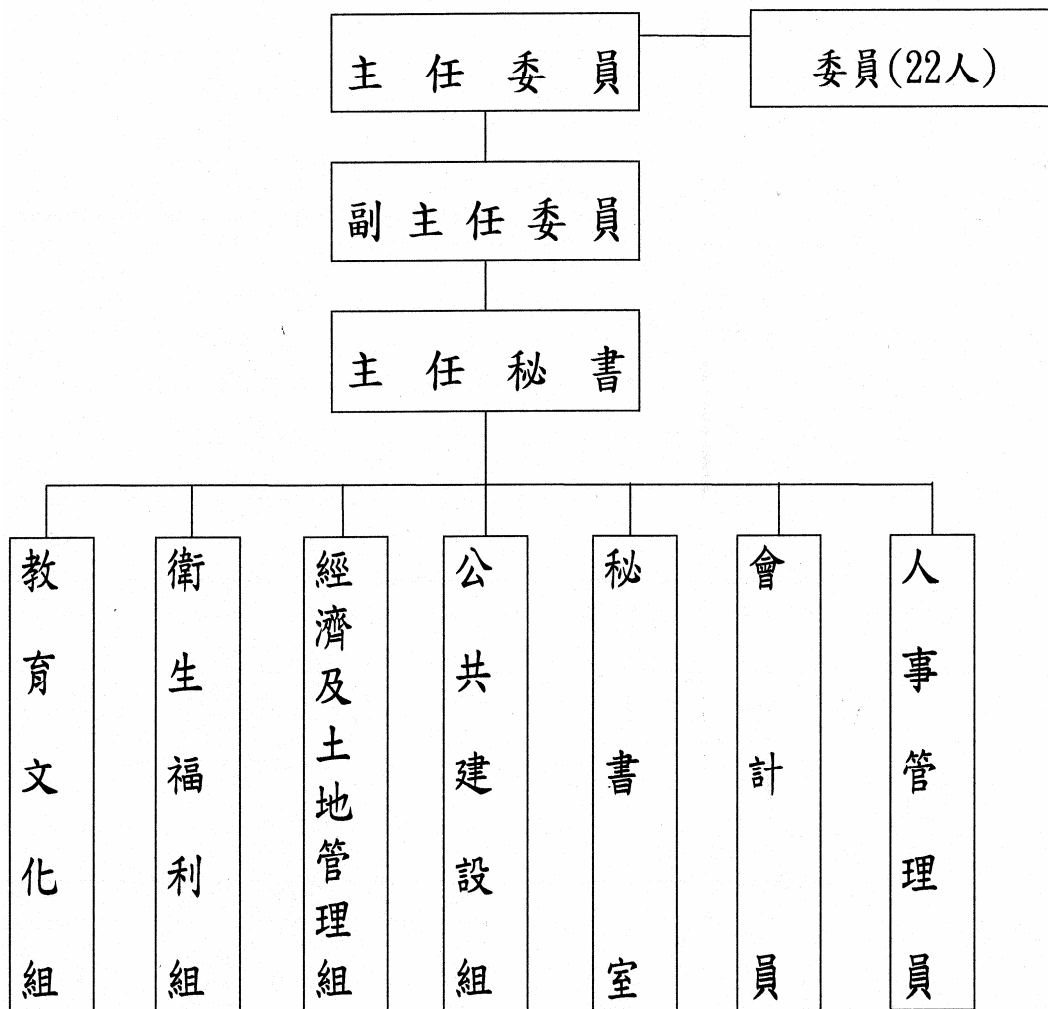 主任委員
委員(22人)
副主任委員
主任秘書
教育文化組
衛生福利組
經濟及土地管理組
公共建設組
秘書室
會計員
人事管理員